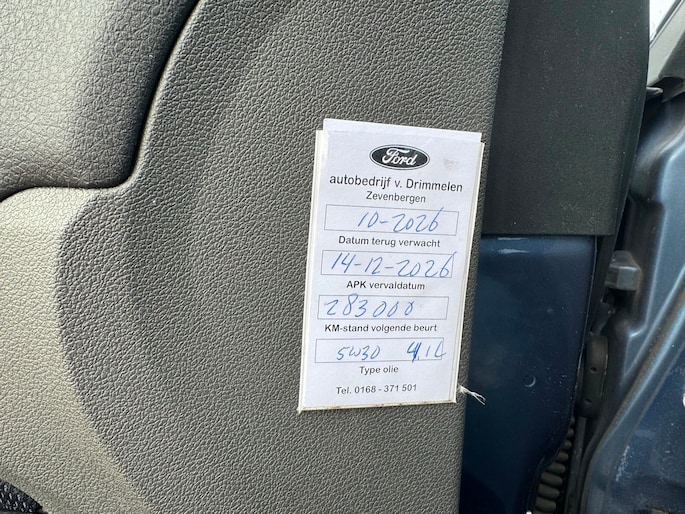 Ford
autobedrijf v. Drimmelen
Zevenbergen
10-2026
Datum terug verwacht
14-12-2026
APK vervaldatum
283000
KM-stand volgende beurt
5W30 4,1L
Type olie
Tel. 0168 - 371 501